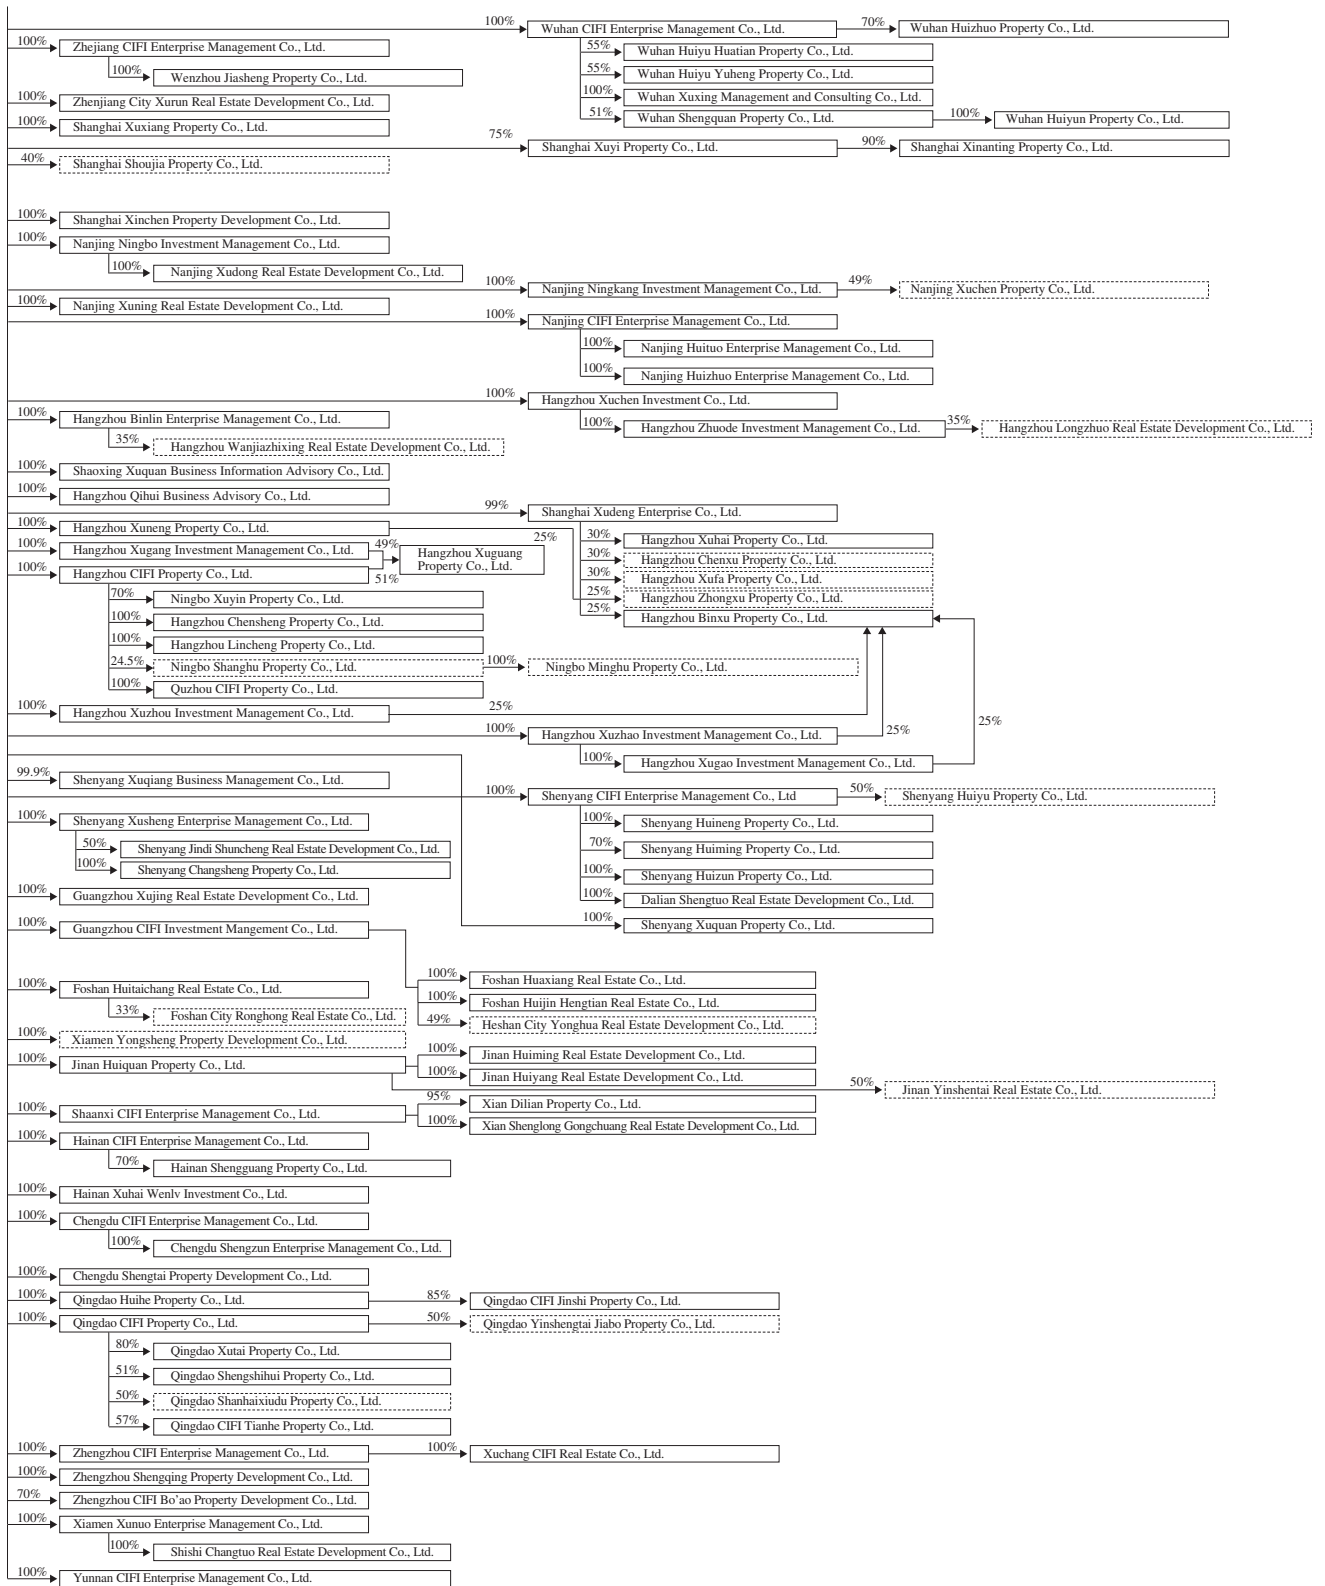 100% Wuhan CIFI Enterprise Management Co., Ltd. 70% Wuhan Huizhuo Property Co., Ltd.
100% Zhejiang CIFI Enterprise Management Co., Ltd.
55% Wuhan Huiyu Huatian Property Co., Ltd.
100% Wenzhou Jiasheng Property Co., Ltd.
55% Wuhan Huiyu Yuheng Property Co., Ltd.
100% Zhenjiang City Xurun Real Estate Development Co., Ltd.
100% Wuhan Xuxing Management and Consulting Co., Ltd.
100% Shanghai Xuxiang Property Co., Ltd.
51% Wuhan Shengquan Property Co., Ltd. 100% Wuhan Huiyun Property Co., Ltd.
75% Shanghai Xuyi Property Co., Ltd. 90% Shanghai Xinanting Property Co., Ltd.
40% Shanghai Shoujia Property Co., Ltd.
100% Shanghai Xinchen Property Development Co., Ltd.
100% Nanjing Ningbo Investment Management Co., Ltd.
100% Nanjing Xudong Real Estate Development Co., Ltd.
100% Nanjing Ningkang Investment Management Co., Ltd. 49% Nanjing Xuchen Property Co., Ltd.
100% Nanjing Xuning Real Estate Development Co., Ltd.
100% Nanjing CIFI Enterprise Management Co., Ltd.
100% Nanjing Huituo Enterprise Management Co., Ltd.
100% Nanjing Huizhuo Enterprise Management Co., Ltd.
100% Hangzhou Xuchen Investment Co., Ltd.
100% Hangzhou Binlin Enterprise Management Co., Ltd.
100% Hangzhou Zhuode Investment Management Co., Ltd. 35% Hangzhou Longzhuo Real Estate Development Co., Ltd.
35% Hangzhou Wanjiazhixing Real Estate Development Co., Ltd.
100% Shaoxing Xuquan Business Information Advisory Co., Ltd.
100% Hangzhou Qihui Business Advisory Co., Ltd.
99% Shanghai Xudeng Enterprise Co., Ltd.
100% Hangzhou Xuneng Property Co., Ltd. 25%
30% Hangzhou Xuhai Property Co., Ltd.
100% Hangzhou Xugang Investment Management Co., Ltd. 49% Hangzhou Xuguang
Property Co., Ltd.
30% Hangzhou Chenxu Property Co., Ltd.
100% Hangzhou CIFI Property Co., Ltd. 51%
30% Hangzhou Xufa Property Co., Ltd.
70% Ningbo Xuyin Property Co., Ltd.
25% Hangzhou Zhongxu Property Co., Ltd.
25% Hangzhou Binxu Property Co., Ltd.
100% Hangzhou Chensheng Property Co., Ltd.
100% Hangzhou Lincheng Property Co., Ltd.
24.5% Ningbo Shanghu Property Co., Ltd. 100% Ningbo Minghu Property Co., Ltd.
100% Quzhou CIFI Property Co., Ltd.
100% Hangzhou Xuzhou Investment Management Co., Ltd. 25%
100% Hangzhou Xuzhao Investment Management Co., Ltd. 25% 25%
100% Hangzhou Xugao Investment Management Co., Ltd.
99.9% Shenyang Xuqiang Business Management Co., Ltd.
100% Shenyang CIFI Enterprise Management Co., Ltd 50% Shenyang Huiyu Property Co., Ltd.
100% Shenyang Xusheng Enterprise Management Co., Ltd.
100% Shenyang Huineng Property Co., Ltd.
50% Shenyang Jindi Shuncheng Real Estate Development Co., Ltd.
70% Shenyang Huiming Property Co., Ltd.
100% Shenyang Changsheng Property Co., Ltd.
100% Shenyang Huizun Property Co., Ltd.
100% Guangzhou Xujing Real Estate Development Co., Ltd.
100% Dalian Shengtuo Real Estate Development Co., Ltd.
100% Shenyang Xuquan Property Co., Ltd.
100% Guangzhou CIFI Investment Mangement Co., Ltd.
100% Foshan Huaxiang Real Estate Co., Ltd.
100% Foshan Huitaichang Real Estate Co., Ltd.
100% Foshan Huijin Hengtian Real Estate Co., Ltd.
33% Foshan City Ronghong Real Estate Co., Ltd.
49% Heshan City Yonghua Real Estate Development Co., Ltd.
100% Xiamen Yongsheng Property Development Co., Ltd.
100% Jinan Huiquan Property Co., Ltd.
100% Jinan Huiming Real Estate Development Co., Ltd.
100% Jinan Huiyang Real Estate Development Co., Ltd.
50% Jinan Yinshentai Real Estate Co., Ltd.
95% Xian Dilian Property Co., Ltd.
100% Shaanxi CIFI Enterprise Management Co., Ltd.
100% Xian Shenglong Gongchuang Real Estate Development Co., Ltd.
100% Hainan CIFI Enterprise Management Co., Ltd.
70% Hainan Shengguang Property Co., Ltd.
100% Hainan Xuhai Wenlv Investment Co., Ltd.
100% Chengdu CIFI Enterprise Management Co., Ltd.
100% Chengdu Shengzun Enterprise Management Co., Ltd.
100% Chengdu Shengtai Property Development Co., Ltd.
100% Qingdao Huihe Property Co., Ltd. 85% Qingdao CIFI Jinshi Property Co., Ltd.
100% Qingdao CIFI Property Co., Ltd. 50% Qingdao Yinshengtai Jiabo Property Co., Ltd.
80% Qingdao Xutai Property Co., Ltd.
51% Qingdao Shengshihui Property Co., Ltd.
50% Qingdao Shanhaixiudu Property Co., Ltd.
57% Qingdao CIFI Tianhe Property Co., Ltd.
100% Zhengzhou CIFI Enterprise Management Co., Ltd. 100% Xuchang CIFI Real Estate Co., Ltd.
100% Zhengzhou Shengqing Property Development Co., Ltd.
70% Zhengzhou CIFI Bo’ao Property Development Co., Ltd.
100% Xiamen Xunuo Enterprise Management Co., Ltd.
100% Shishi Changtuo Real Estate Development Co., Ltd.
100% Yunnan CIFI Enterprise Management Co., Ltd.